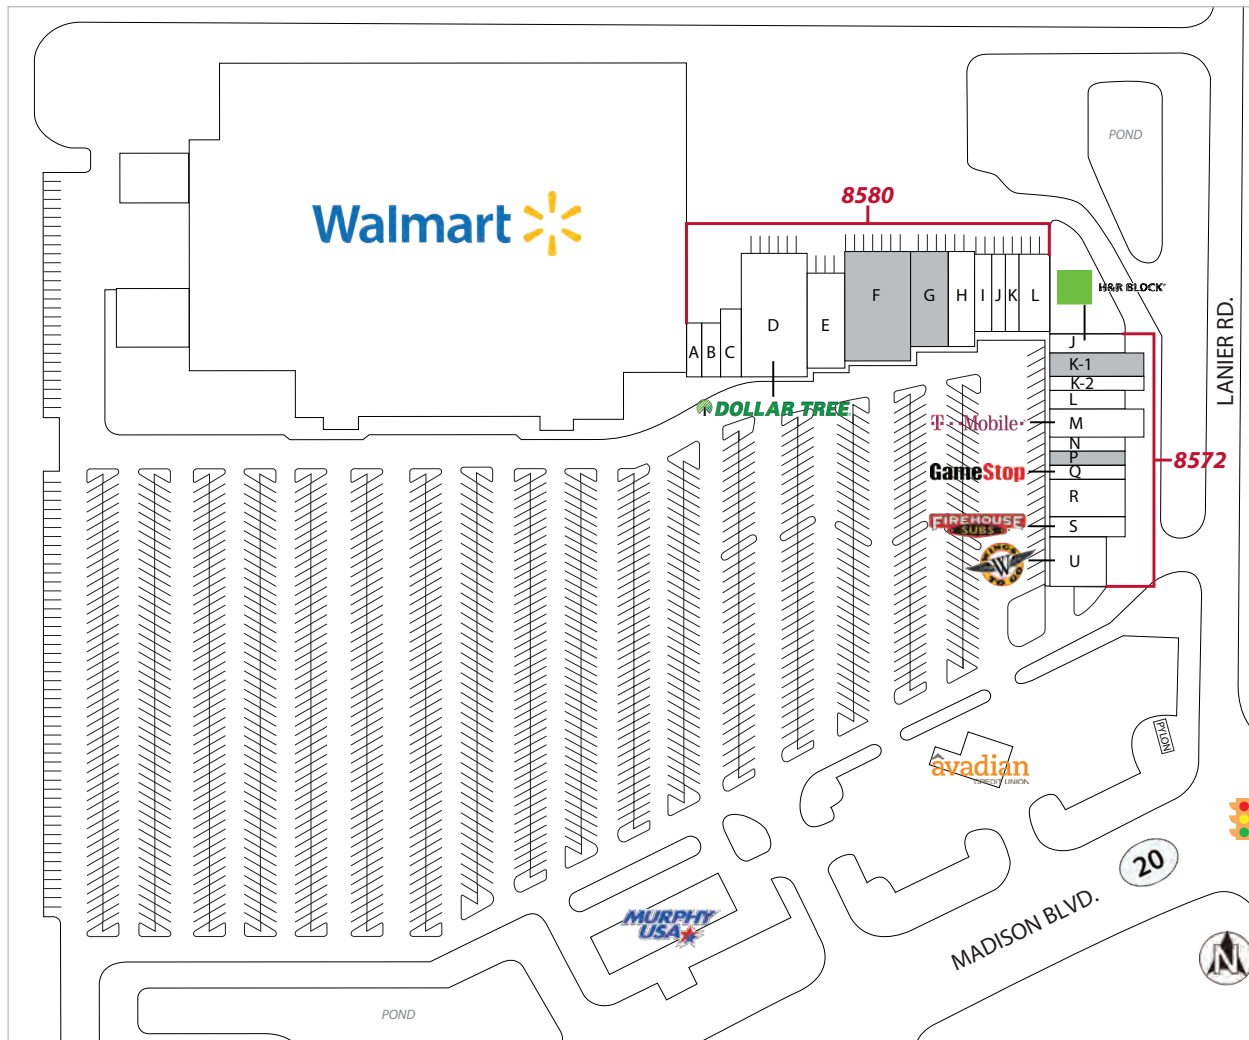 POND
8580
Walmart
H&R BLOCK
LANIER RD.
A
B
C
D
E
F
G
H
I
J
K
L
DOLLAR TREE
J
K-1
K-2
L
M
N
P
Q
R
S
U
T··Mobile·
8572
GameStop
FIREHOUSE
SUBS
WINGS
W
TO GO
PYLON
avadian
CREDIT UNION
20
MADISON BLVD.
MURPHY
USA
N
POND